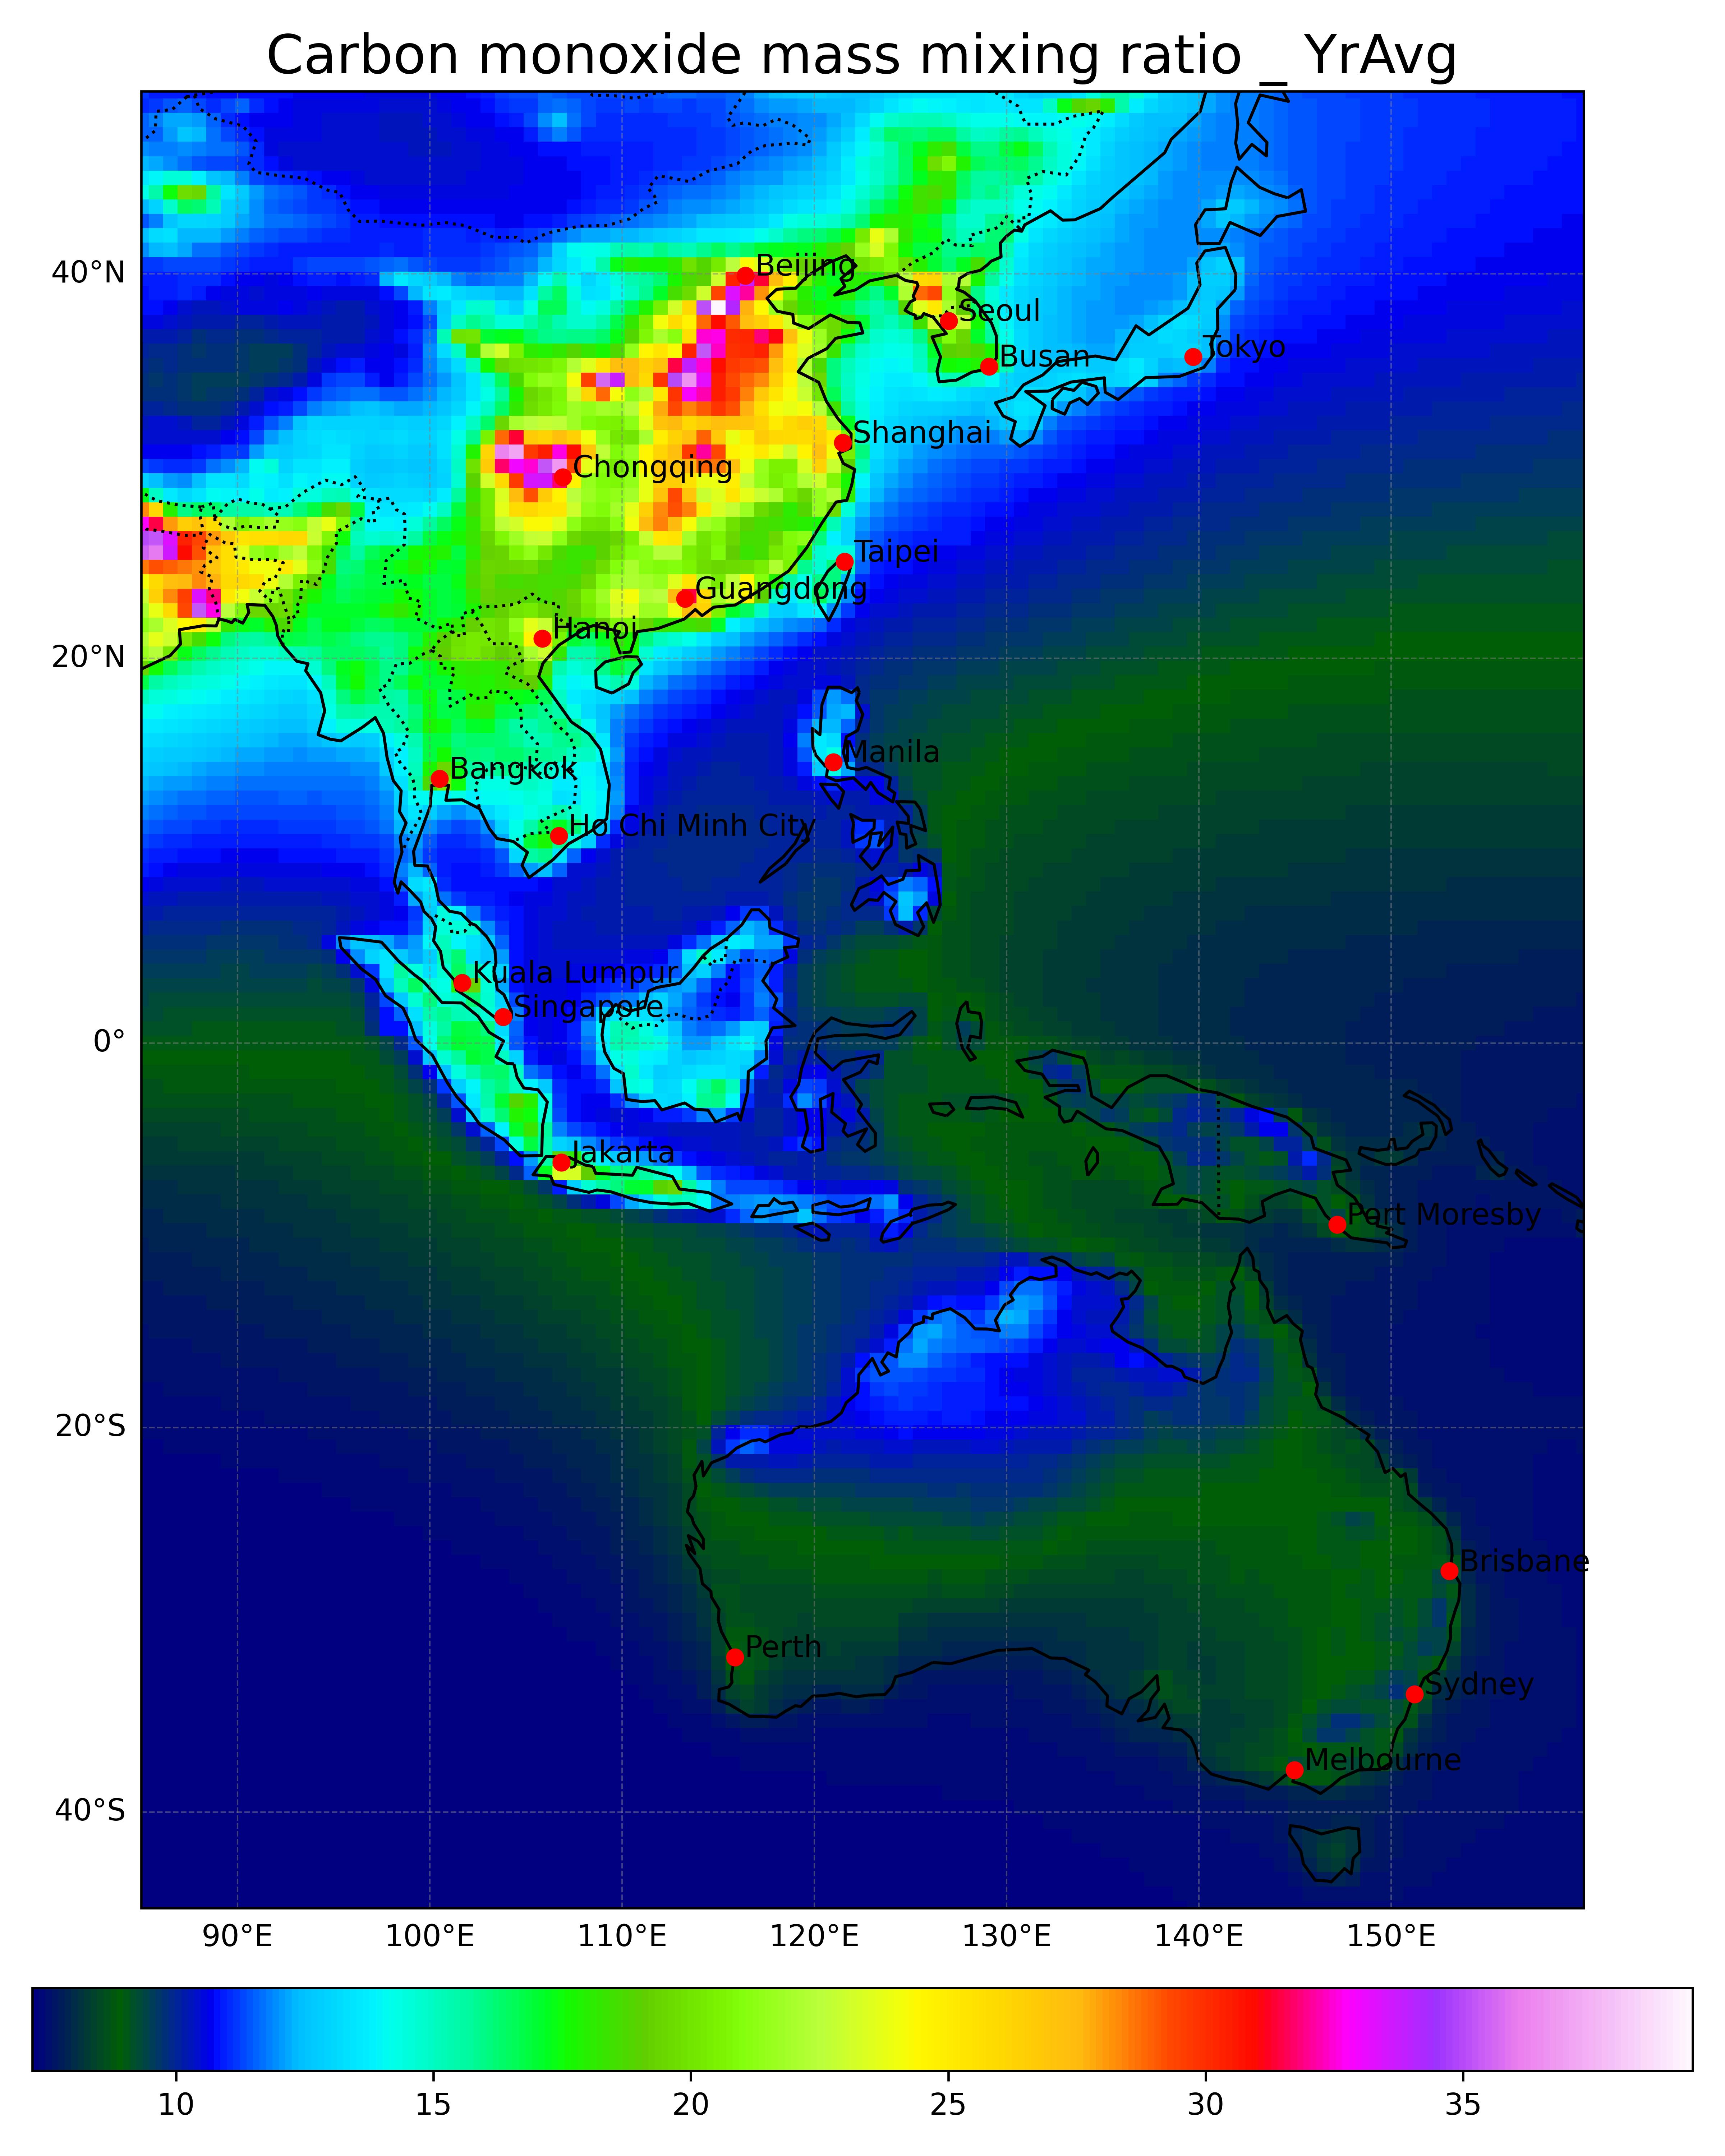 Carbon monoxide mass mixing ratio _ YrAvg
40°N
20°N
0°
20°S
40°S
Beijing
Seoul
Busan
Tokyo
Shanghai
Chongqing
Taipei
Guangdong
Hanoi
Manila
Bangkok
Ho Chi Minh City
Kuala Lumpur
Singapore
Jakarta
Port Moresby
Brisbane
Perth
Sydney
Melbourne
90°E 100°E 110°E 120°E 130°E 140°E 150°E
10 15 20 25 30 35